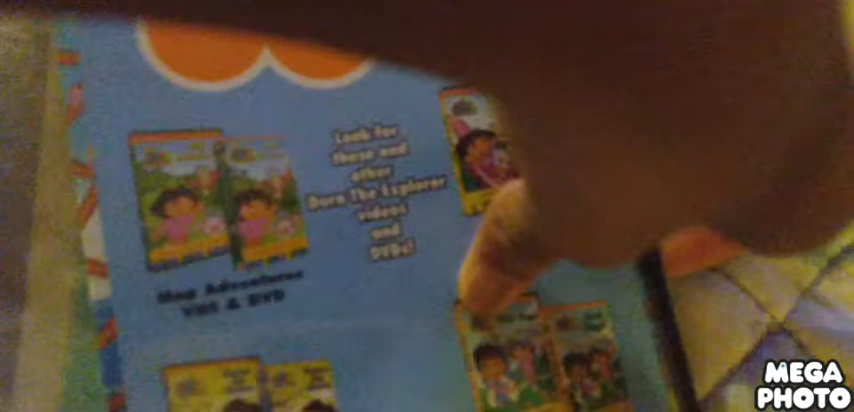 Look for
these and
other
Dora The Explorer
videos
and
DVDs!
Map Adventures
VHS & DVD
MEGA
PHOTO